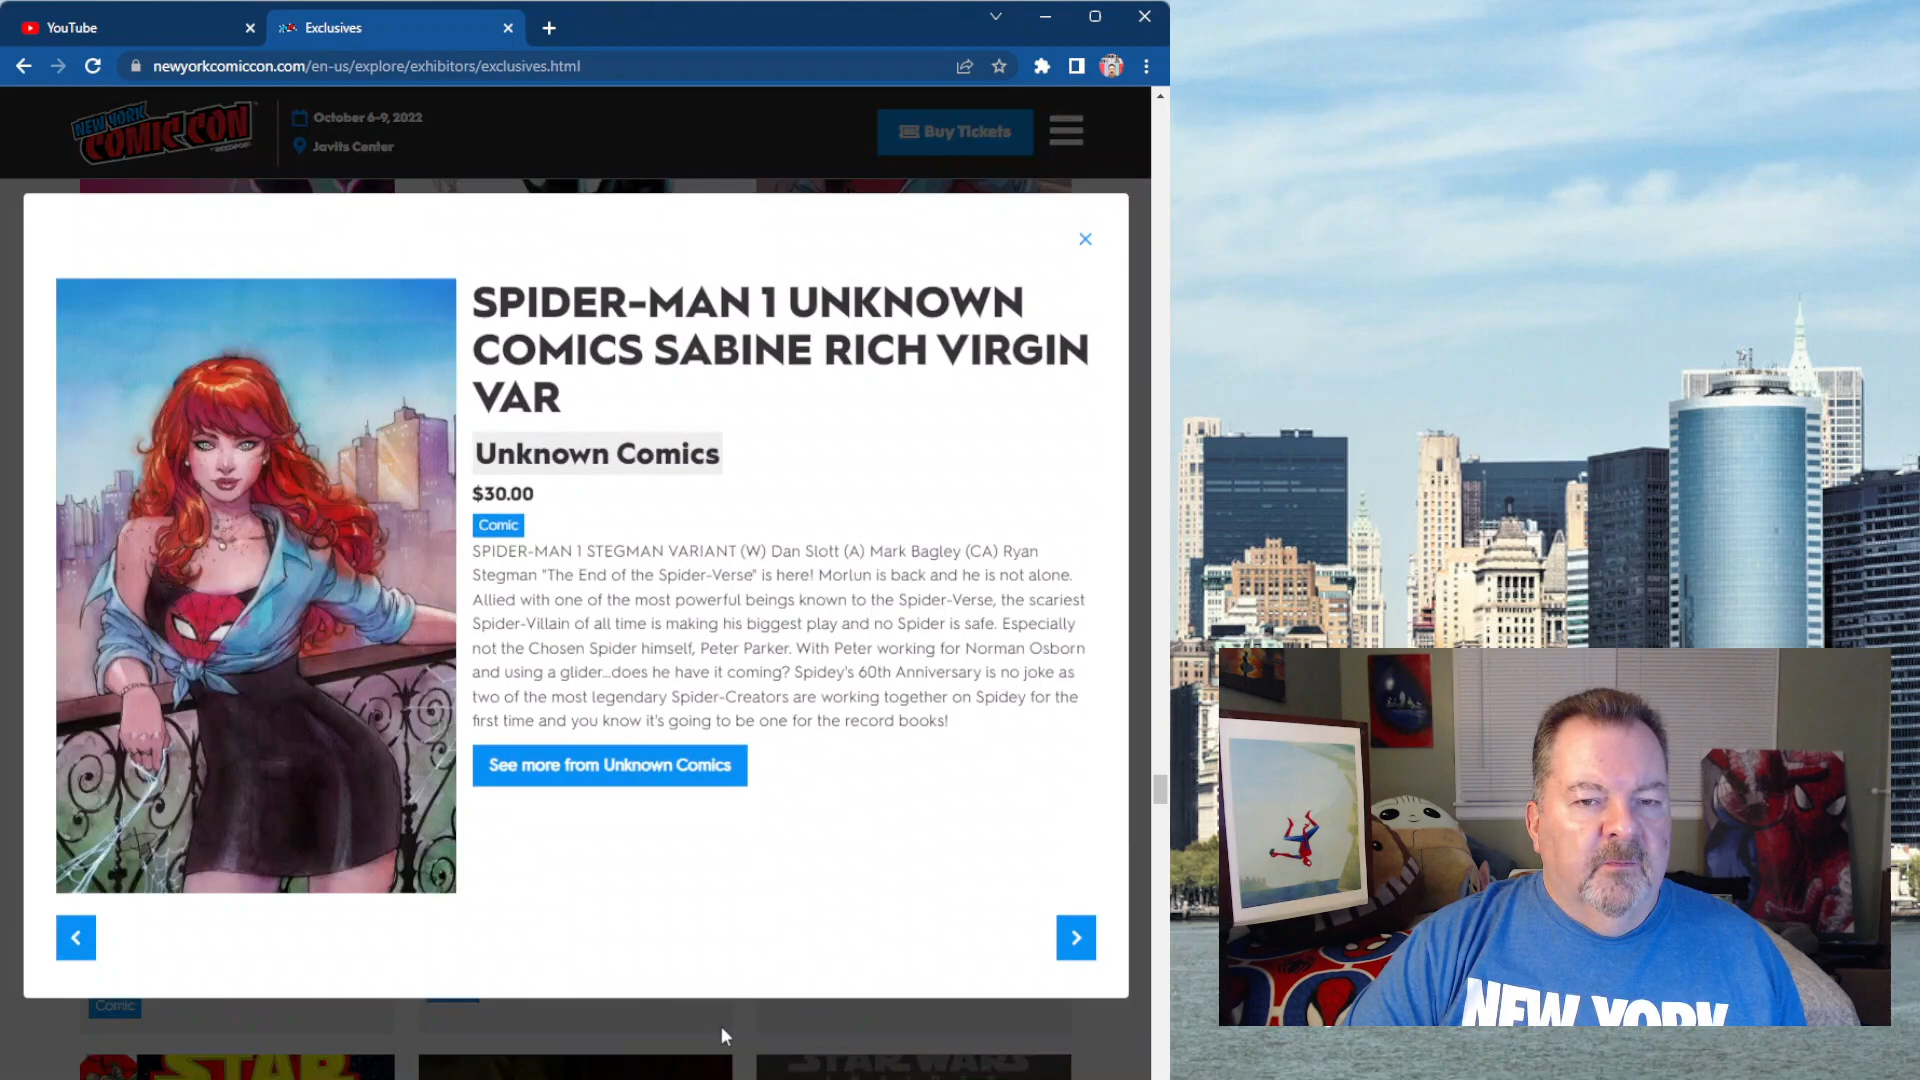 YouTube
Exclusives
newyorkcomiccon.com/en-us/explore/exhibitors/exclusives.html
NEW YORK
COMIC CON
October 6-9, 2022
Javits Center
Buy Tickets
SPIDER-MAN 1 UNKNOWN
COMICS SABINE RICH VIRGIN
VAR
Unknown Comics
$30.00
Comic
SPIDER-MAN 1 STEGMAN VARIANT (W) Dan Slott (A) Mark Bagley (CA) Ryan
Stegman "The End of the Spider-Verse" is here! Morlun is back and he is not alone.
Allied with one of the most powerful beings known to the Spider-Verse, the scariest
Spider-Villain of all time is making his biggest play and no Spider is safe. Especially
not the Chosen Spider himself, Peter Parker. With Peter working for Norman Osborn
and using a glider...does he have it coming? Spidey's 60th Anniversary is no joke as
two of the most legendary Spider-Creators are working together on Spidey for the
first time and you know it's going to be one for the record books!
See more from Unknown Comics
Comic
STAR
STAR WARS
NEW YORK